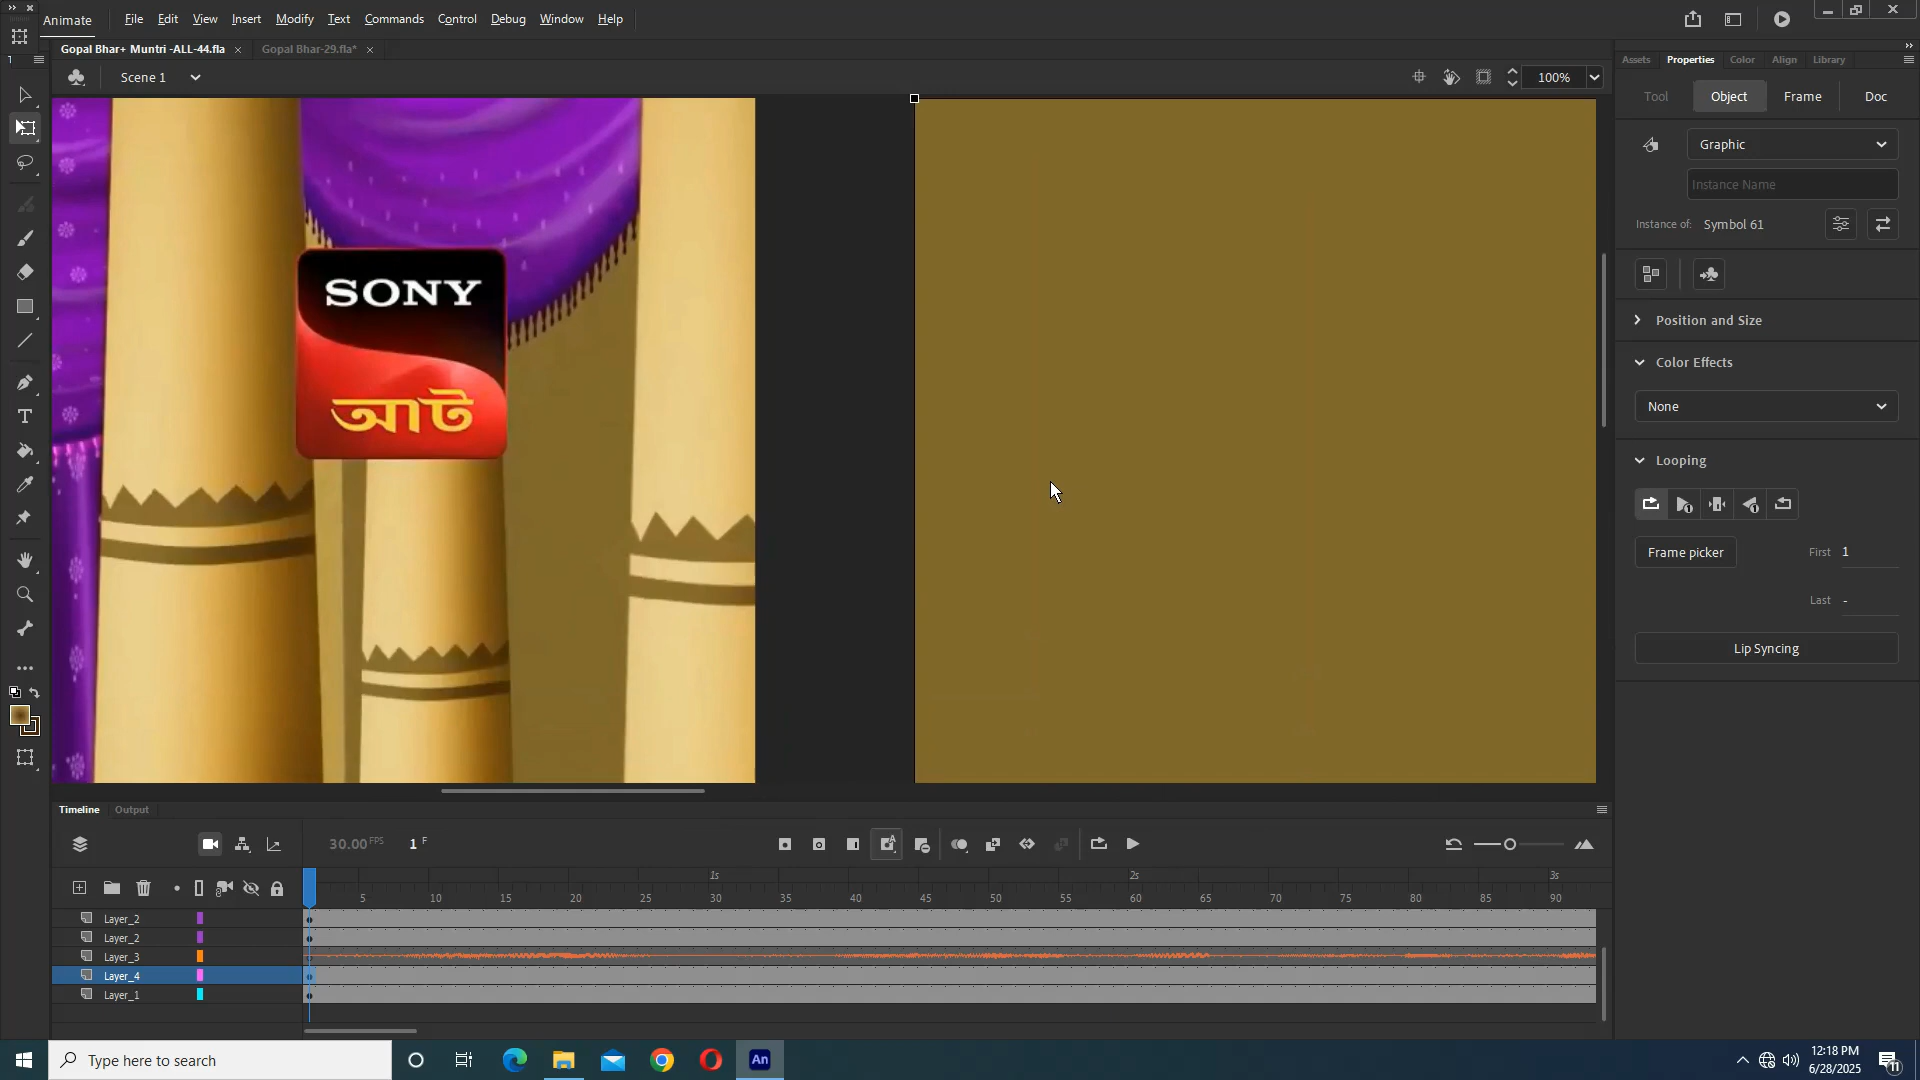 Animate
File Edit View Insert Modify Text Commands Control Debug Window Help
Gopal Bhar+ Muntri -ALL-44.fla ×
Gopal Bhar-29.fla* ×
Scene 1
100%
SONY
আট
Assets Properties Color Align Library
Tool Object Frame Doc
Graphic
Instance Name
Instance of: Symbol 61
Position and Size
Color Effects
None
Looping
Frame picker
First 1
Last -
Lip Syncing
Timeline Output
30.00 FPS 1 F
1s 2s 3s
5 10 15 20 25 30 35 40 45 50 55 60 65 70 75 80 85 90
Layer_2
Layer_2
Layer_3
Layer_4
Layer_1
Type here to search
An
12:18 PM
6/28/2025
11